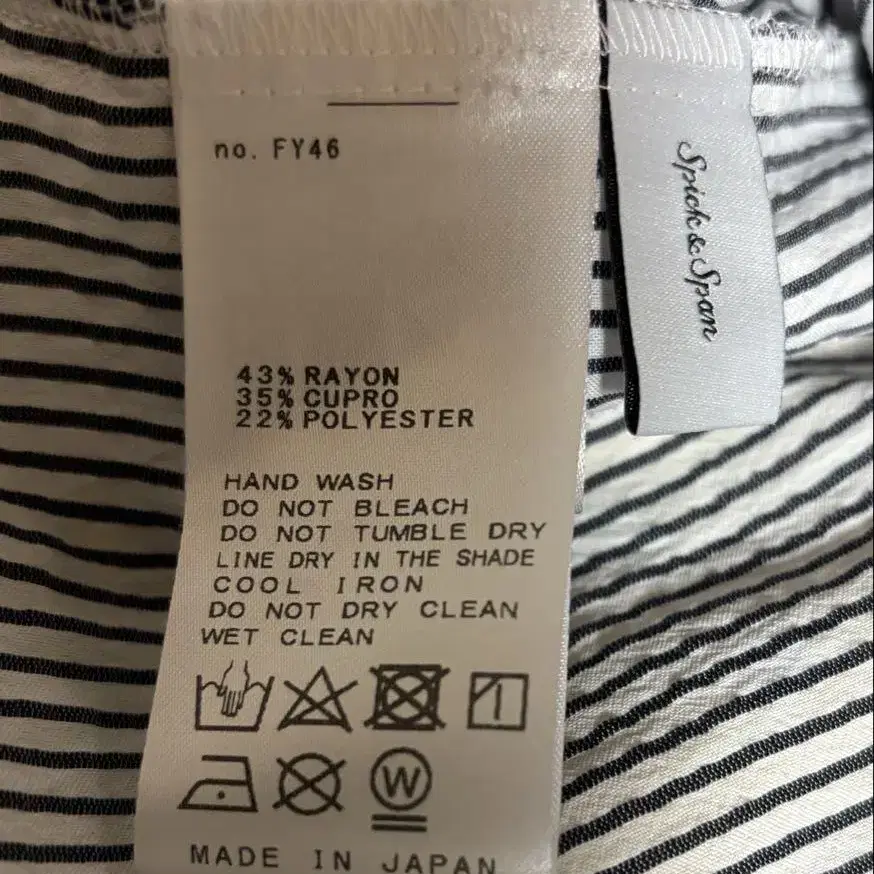 no. FY46
43% RAYON
35% CUPRO
22% POLYESTER
HAND WASH
DO NOT BLEACH
DO NOT TUMBLE DRY
LINE DRY IN THE SHADE
COOL IRON
DO NOT DRY CLEAN
WET CLEAN
W
MADE IN JAPAN
Spick & Span